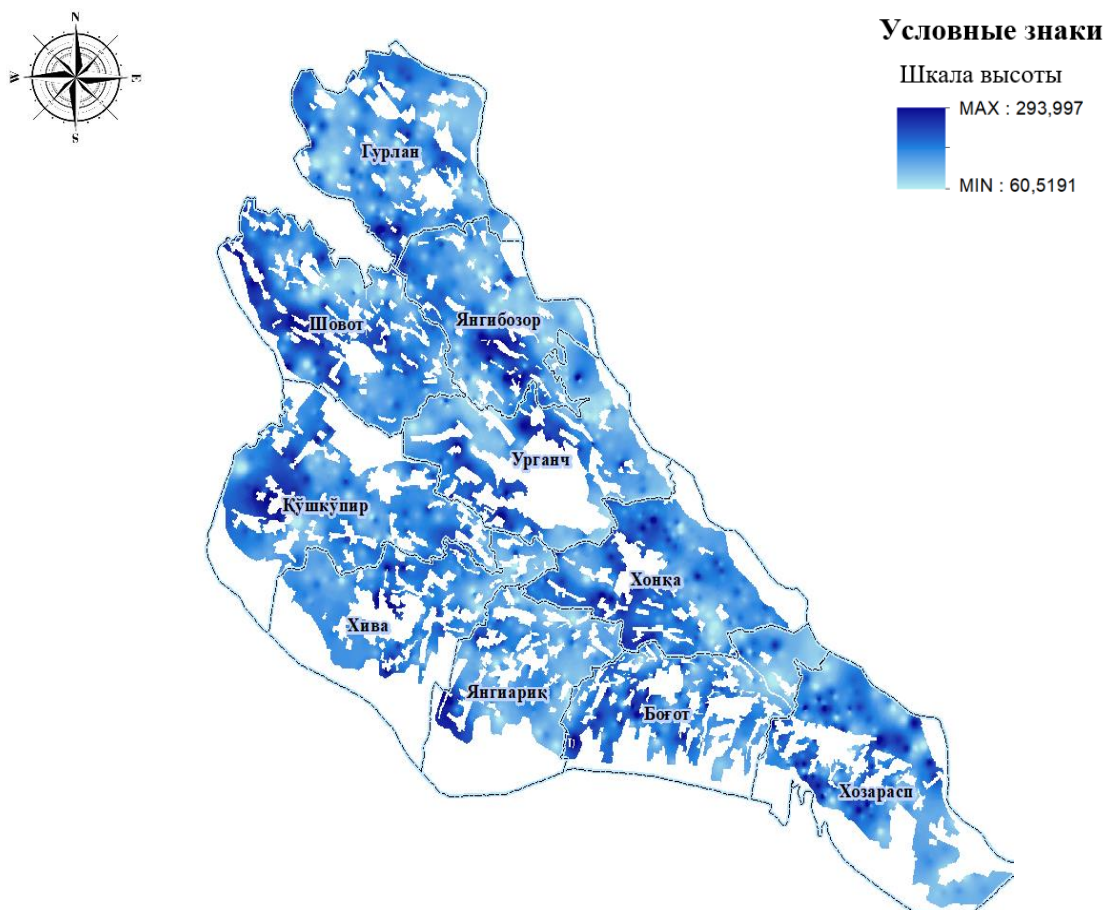 N
W
E
S
Условные знаки
Шкала высоты
MAX : 293,997
MIN : 60,5191
Гурлан
Шовот
Янгибозор
Урганч
Қўшкўпир
Хонқа
Хива
Янгиариқ
Боғот
Хозарасп